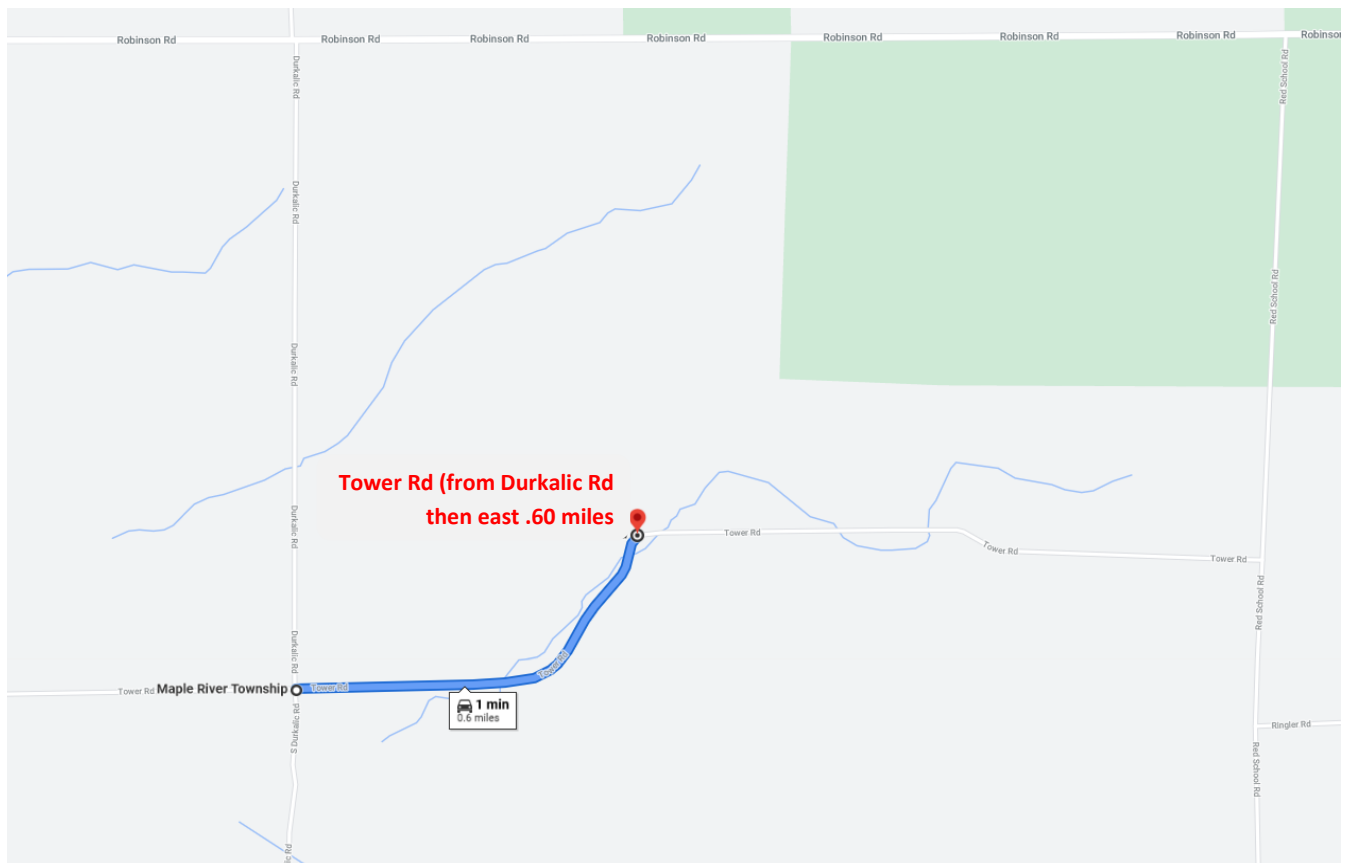 Robinson Rd
Robinson Rd
Robinson Rd
Robinson Rd
Robinson Rd
Robinson Rd
Robinson Rd
Robinson
Durkalic Rd
Red School Rd
Durkalic Rd
Red School Rd
Durkalic Rd
Tower Rd (from Durkalic Rd
then east .60 miles
Durkalic Rd
Tower Rd
Tower Rd
Tower Rd
Red School Rd
Durkalic Rd
Tower Rd
Maple River Township
Tower Rd
Tower Rd
1 min
0.6 miles
S Durkalic Rd
Ringler Rd
Red School Rd
lic Rd